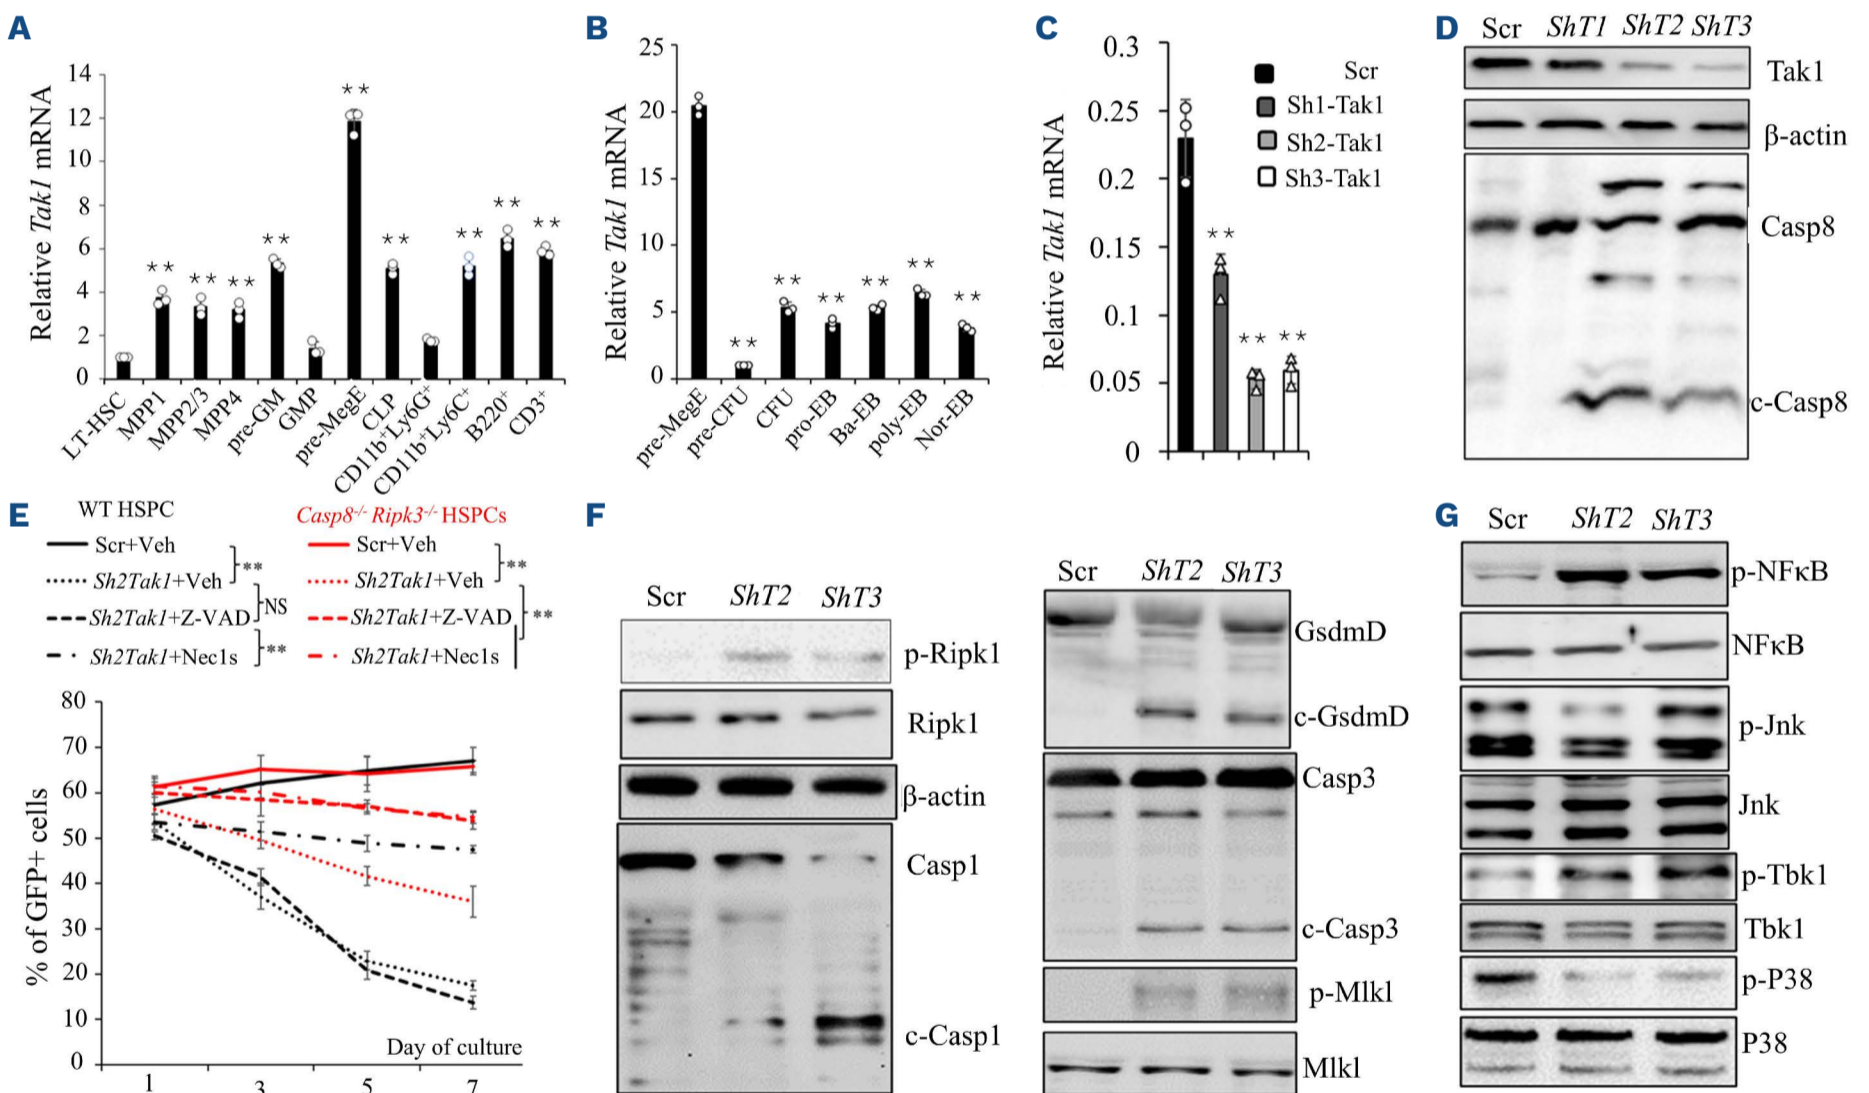 A
Relative Tak1 mRNA
14
12
10
8
6
4
2
0
**
**
**
**
**
**
**
**
**
LT-HSC
MPP1
MPP2/3
MPP4
pre-GM
GMP
pre-MegE
CLP
CD11b+Ly6G+
CD11b+Ly6C+
B220+
CD3+
B
Relative Tak1 mRNA
25
20
15
10
5
0
**
**
**
**
**
**
pre-MegE
pre-CFU
CFU
pro-EB
Ba-EB
poly-EB
Nor-EB
C
Relative Tak1 mRNA
0.3
0.25
0.2
0.15
0.1
0.05
0
Scr
Sh1-Tak1
Sh2-Tak1
Sh3-Tak1
**
**
**
D
Scr ShT1 ShT2 ShT3
Tak1
β-actin
Casp8
c-Casp8
E
WT HSPC
Scr+Veh
Sh2Tak1+Veh
Sh2Tak1+Z-VAD
Sh2Tak1+Nec1s
**
NS
**
Casp8-/- Ripk3-/- HSPCs
Scr+Veh
Sh2Tak1+Veh
Sh2Tak1+Z-VAD
Sh2Tak1+Nec1s
**
**
% of GFP+ cells
80
70
60
50
40
30
20
10
0
Day of culture
1 3 5 7
F
Scr ShT2 ShT3
p-Ripk1
Ripk1
β-actin
Casp1
c-Casp1
Scr ShT2 ShT3
GsdmD
c-GsdmD
Casp3
c-Casp3
p-Mlkl
Mlkl
G
Scr ShT2 ShT3
p-NFκB
NFκB
p-Jnk
Jnk
p-Tbk1
Tbk1
p-P38
P38